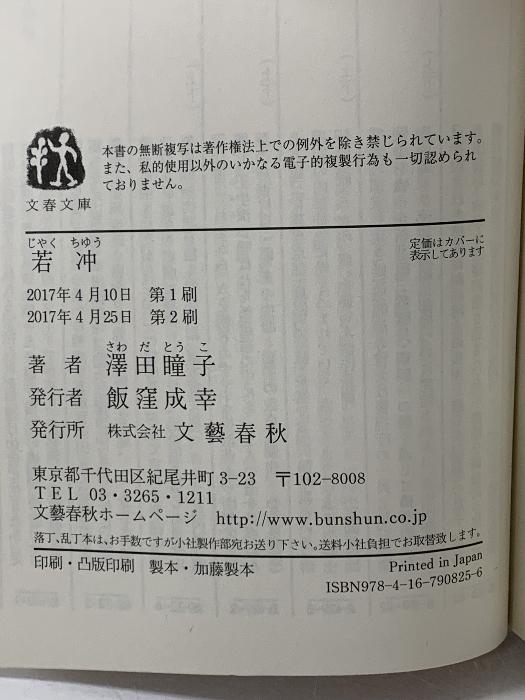 本書の無断複写は著作権法上での例外を除き禁じられています。
また、私的使用以外のいかなる電子的複製行為も一切認められ
ておりません。
文春文庫
じゃく ちゅう
若冲
定価はカバーに
表示してあります
2017年4月10日 第1刷
2017年4月25日 第2刷
さわ だ とう こ
著者 澤田瞳子
発行者 飯窪成幸
発行所 株式会社 文藝春秋
東京都千代田区紀尾井町 3-23 〒102-8008
TEL 03・3265・1211
文藝春秋ホームページ http://www.bunshun.co.jp
落丁、乱丁本は、お手数ですが小社製作部宛お送り下さい。送料小社負担でお取替致します。
印刷・凸版印刷 製本・加藤製本
Printed in Japan
ISBN978-4-16-790825-6